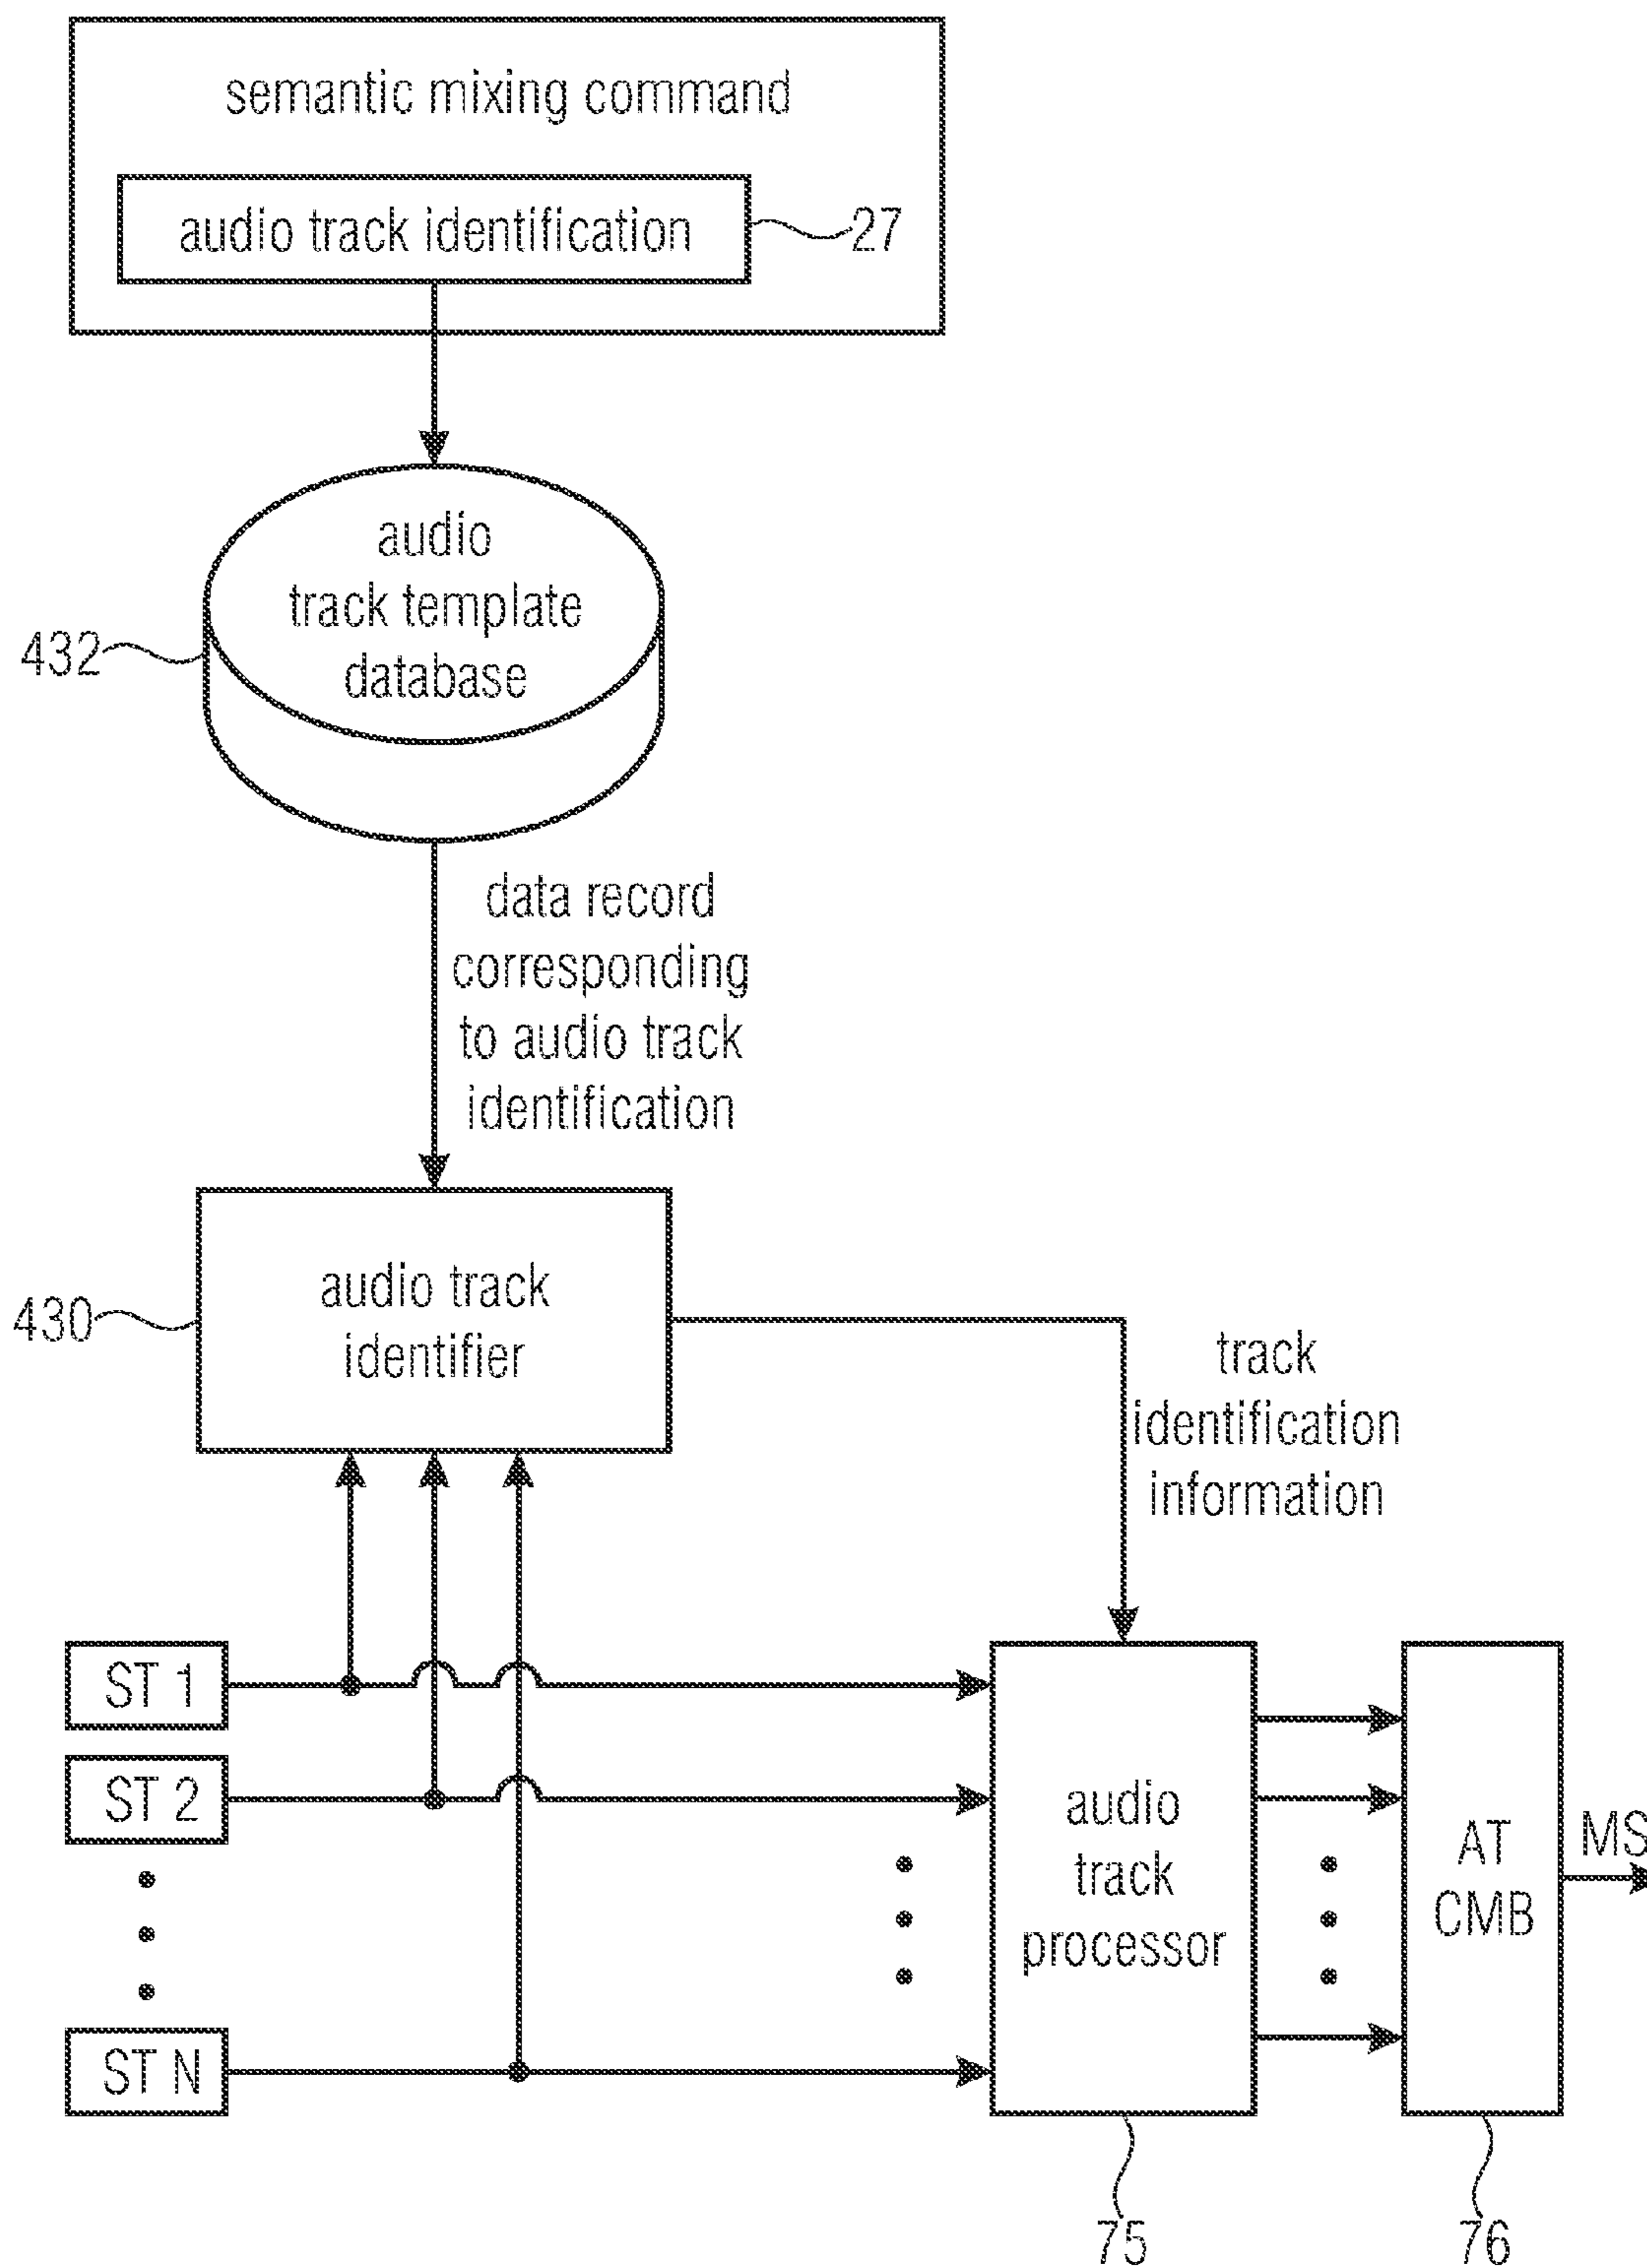 semantic mixing command
audio track identification
27
audio
track template
database
432
data record
corresponding
to audio track
identification
audio track
identifier
430
track
identification
information
ST 1
ST 2
ST N
audio
track
processor
AT
CMB
MS
75
76